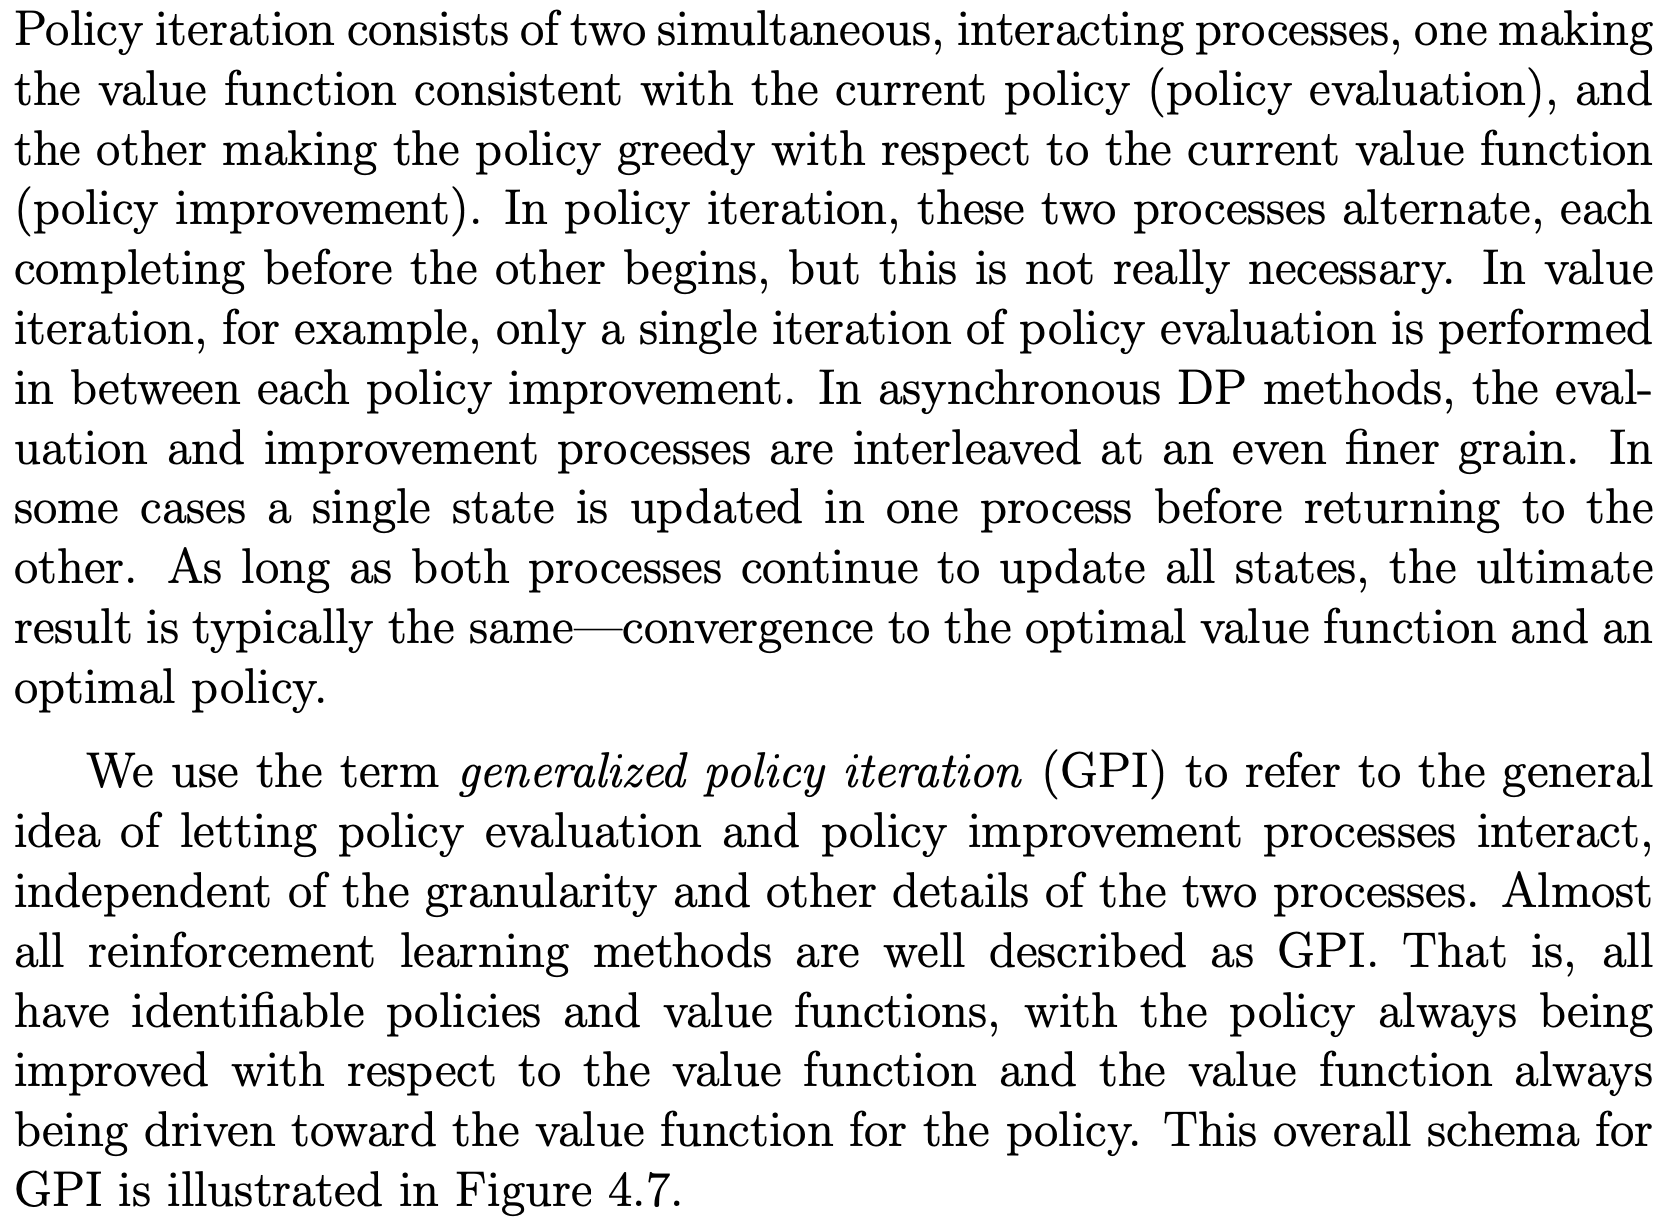 Policy iteration consists of two simultaneous, interacting processes, one making
the value function consistent with the current policy (policy evaluation), and
the other making the policy greedy with respect to the current value function
(policy improvement). In policy iteration, these two processes alternate, each
completing before the other begins, but this is not really necessary. In value
iteration, for example, only a single iteration of policy evaluation is performed
in between each policy improvement. In asynchronous DP methods, the eval-
uation and improvement processes are interleaved at an even finer grain. In
some cases a single state is updated in one process before returning to the
other. As long as both processes continue to update all states, the ultimate
result is typically the same—convergence to the optimal value function and an
optimal policy.
We use the term generalized policy iteration (GPI) to refer to the general
idea of letting policy evaluation and policy improvement processes interact,
independent of the granularity and other details of the two processes. Almost
all reinforcement learning methods are well described as GPI. That is, all
have identifiable policies and value functions, with the policy always being
improved with respect to the value function and the value function always
being driven toward the value function for the policy. This overall schema for
GPI is illustrated in Figure 4.7.